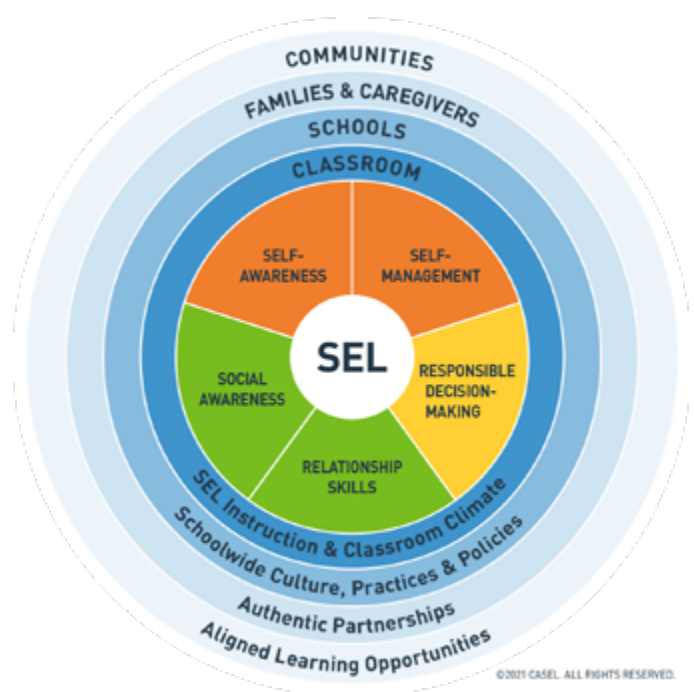 COMMUNITIES
FAMILIES & CAREGIVERS
SCHOOLS
CLASSROOM
SELF-
AWARENESS
SELF-
MANAGEMENT
SEL
SOCIAL
AWARENESS
RESPONSIBLE
DECISION-
MAKING
RELATIONSHIP
SKILLS
SEL Instruction & Classroom Climate
Schoolwide Culture, Practices & Policies
Authentic Partnerships
Aligned Learning Opportunities
©2021 CASEL. ALL RIGHTS RESERVED.